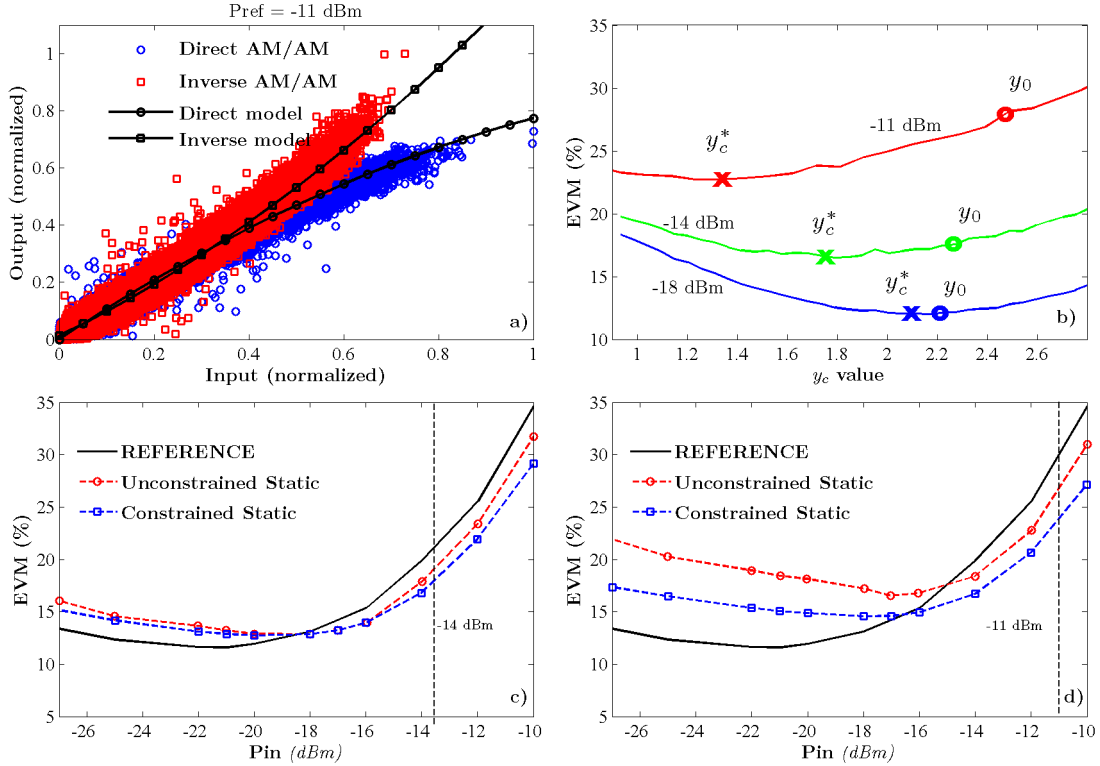 Pref = -11 dBm
Output (normalized)
1
0.8
0.6
0.4
0.2
0
Direct AM/AM
Inverse AM/AM
Direct model
Inverse model
a)
0
0.2
0.4
0.6
0.8
1
Input (normalized)
EVM (%)
35
30
25
20
15
10
y0
-11 dBm
yc*
-14 dBm
yc*
y0
-18 dBm
yc*
y0
b)
1
1.2
1.4
1.6
1.8
2
2.2
2.4
2.6
yc value
EVM (%)
35
30
25
20
15
10
5
REFERENCE
Unconstrained Static
Constrained Static
-14 dBm
c)
-26
-24
-22
-20
-18
-16
-14
-12
-10
Pin (dBm)
EVM (%)
35
30
25
20
15
10
5
REFERENCE
Unconstrained Static
Constrained Static
-11 dBm
d)
-26
-24
-22
-20
-18
-16
-14
-12
-10
Pin (dBm)